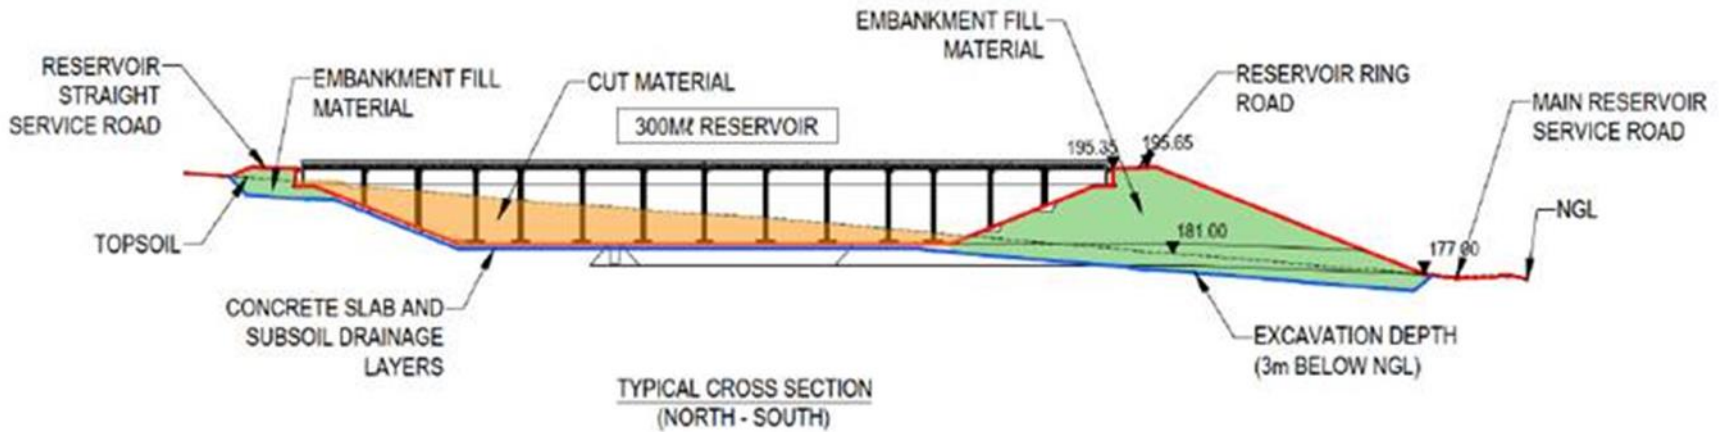 EMBANKMENT FILL
MATERIAL
RESERVOIR
STRAIGHT
SERVICE ROAD
EMBANKMENT FILL
MATERIAL
CUT MATERIAL
300Mℓ RESERVOIR
RESERVOIR RING
ROAD
MAIN RESERVOIR
SERVICE ROAD
195.35
195.65
TOPSOIL
NGL
181.00
177.00
CONCRETE SLAB AND
SUBSOIL DRAINAGE
LAYERS
EXCAVATION DEPTH
(3m BELOW NGL)
TYPICAL CROSS SECTION
(NORTH - SOUTH)